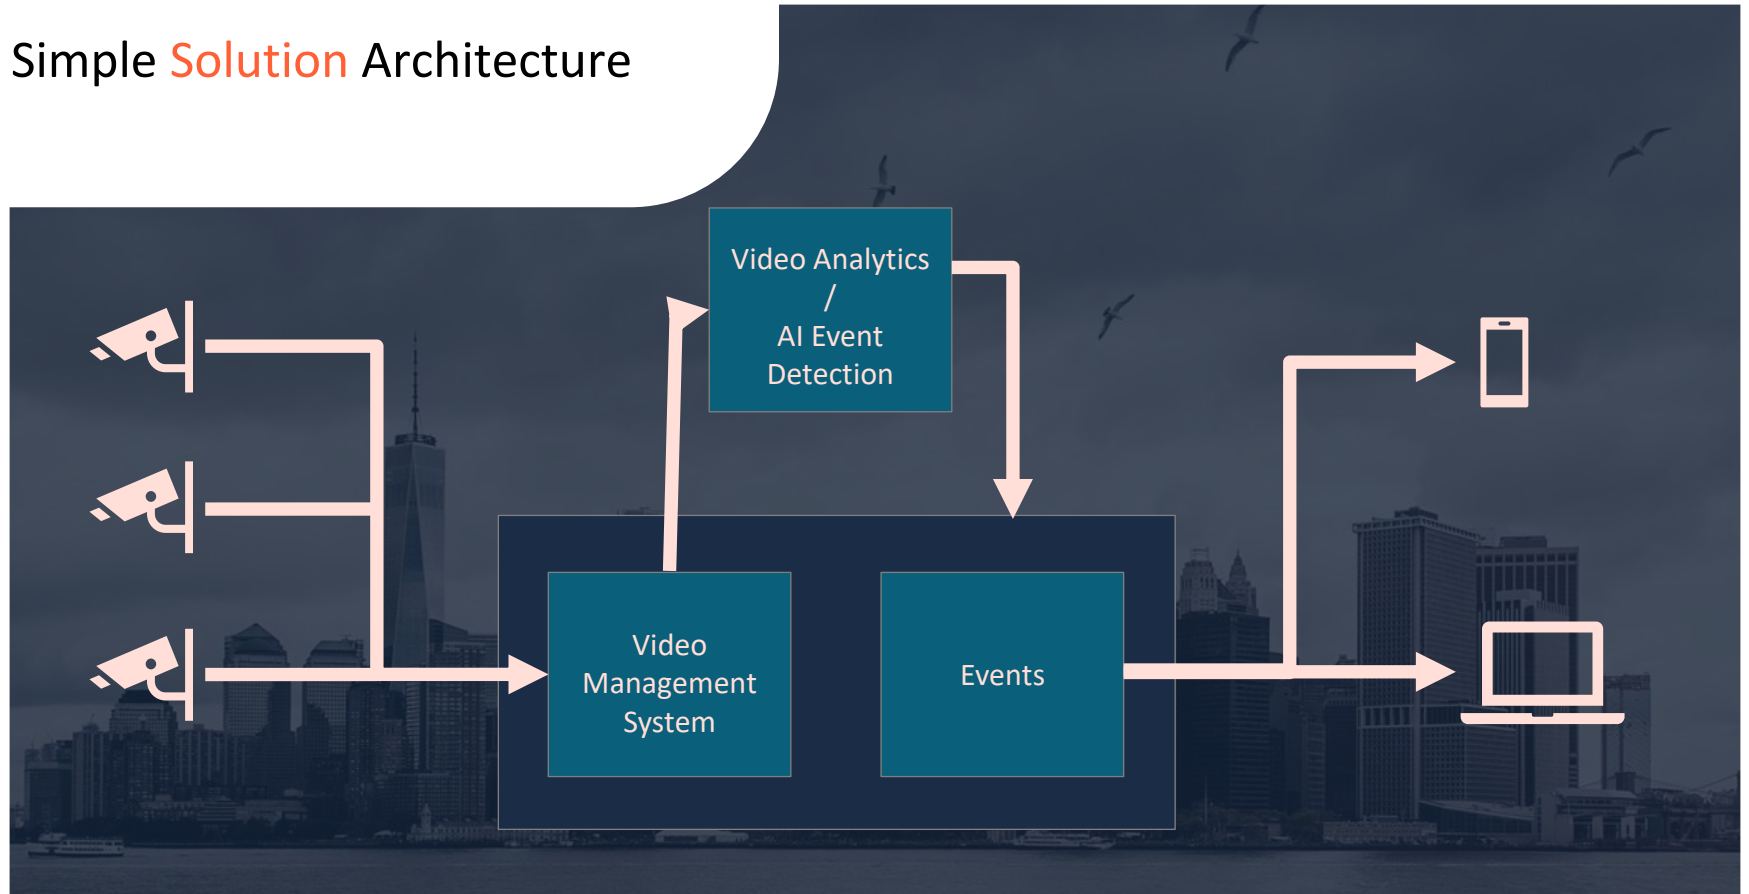 Simple Solution Architecture
Video Analytics
/
AI Event
Detection
Video
Management
System
Events